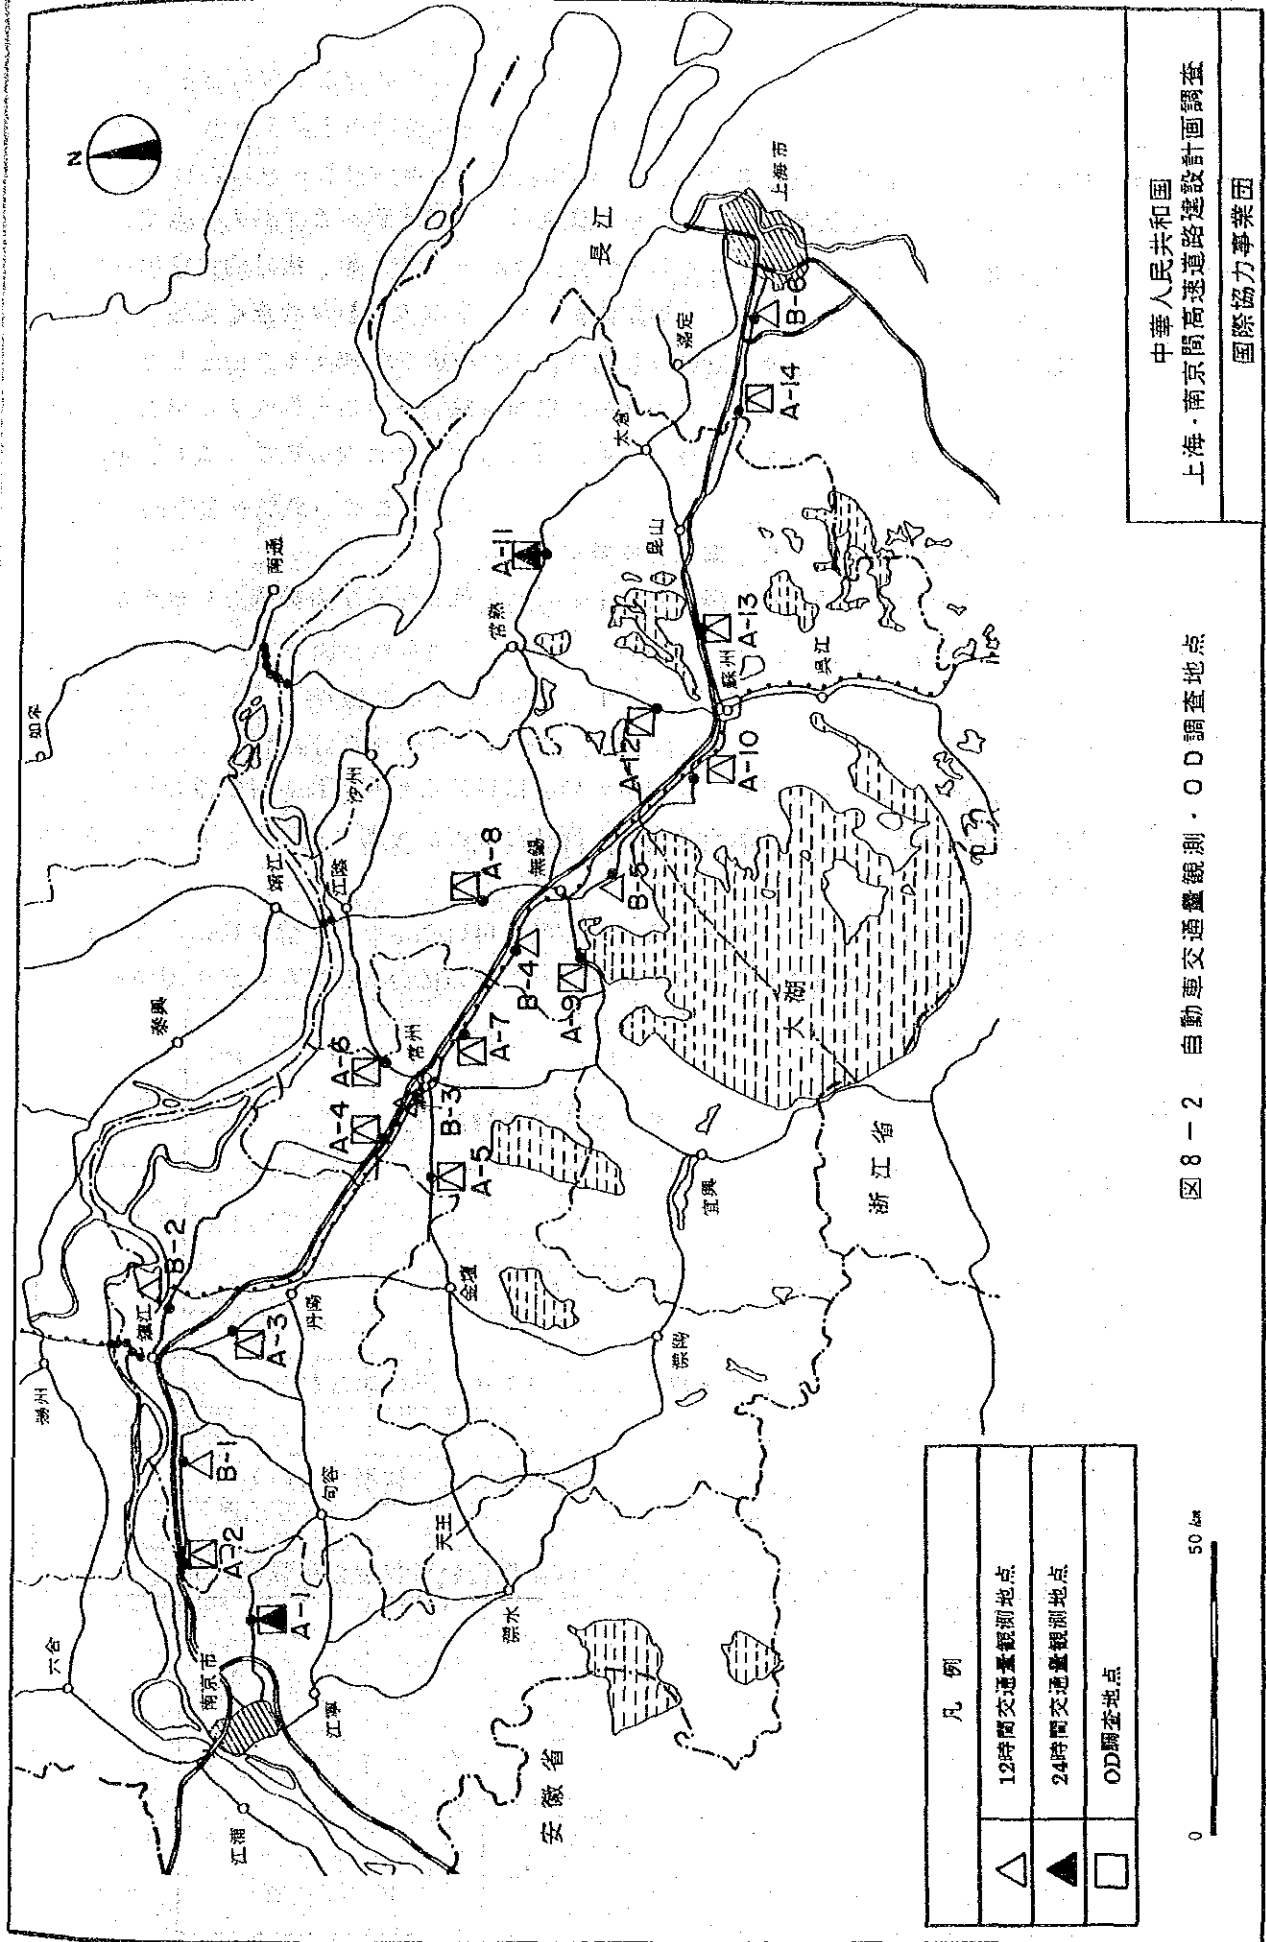 N
如皋
南通
長江
六合
揚州
鎮江
泰興
靖江
江陰
沙州
常熟
太倉
嘉定
上海市
南京市
江浦
江寧
句容
丹陽
常州
無錫
蘇州
昆山
呉江
天王
溧水
金壇
溧陽
宜興
大湖
安徽省
浙江省
A-1
A-2
B-1
B-2
A-3
A-4
A-5
A-6
B-3
A-7
B-4
A-8
A-9
B-5
A-10
A-11
A-12
A-13
A-14
B-6
凡例
12時間交通量観測地点
24時間交通量観測地点
OD調査地点
0 50 km
図8-2 自動車交通量観測・OD調査地点
中華人民共和国
上海・南京間高速道路建設計画調査
国際協力事業団